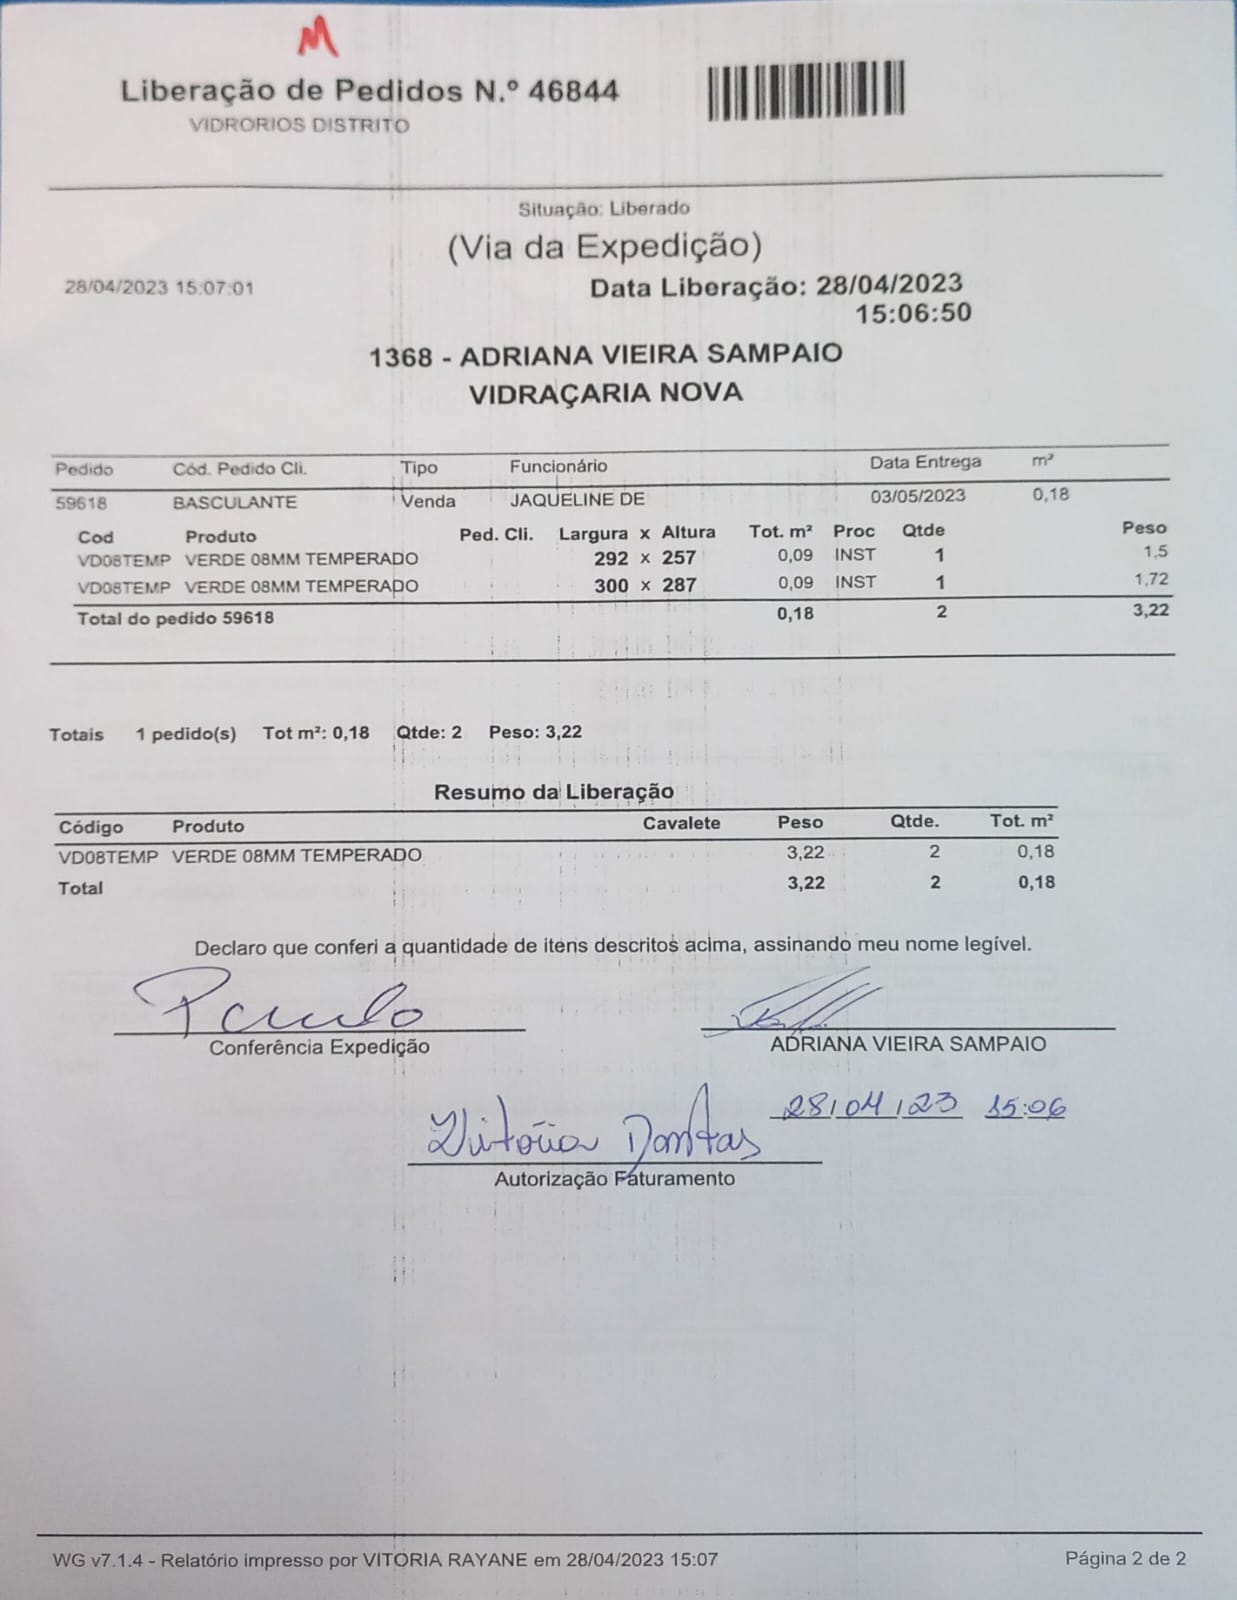 M
Liberação de Pedidos N.º 46844
VIDRORIOS DISTRITO
Situação: Liberado
(Via da Expedição)
28/04/2023 15:07:01 Data Liberação: 28/04/2023
15:06:50
1368 - ADRIANA VIEIRA SAMPAIO
VIDRAÇARIA NOVA
Pedido Cód. Pedido Cli. Tipo Funcionário Data Entrega m²
59618 BASCULANTE Venda JAQUELINE DE 03/05/2023 0,18
Cod Produto Ped. Cli. Largura x Altura Tot. m² Proc Qtde Peso
VD08TEMP VERDE 08MM TEMPERADO 292 x 257 0,09 INST 1 1,5
VD08TEMP VERDE 08MM TEMPERADO 300 x 287 0,09 INST 1 1,72
Total do pedido 59618 0,18 2 3,22
Totais 1 pedido(s) Tot m²: 0,18 Qtde: 2 Peso: 3,22
Resumo da Liberação
Código Produto Cavalete Peso Qtde. Tot. m²
VD08TEMP VERDE 08MM TEMPERADO 3,22 2 0,18
Total 3,22 2 0,18
Declaro que conferi a quantidade de itens descritos acima, assinando meu nome legível.
Paulo
Conferência Expedição ADRIANA VIEIRA SAMPAIO
28/04/23 15:06
Vitória Dantas
Autorização Faturamento
WG v7.1.4 - Relatório impresso por VITORIA RAYANE em 28/04/2023 15:07 Página 2 de 2